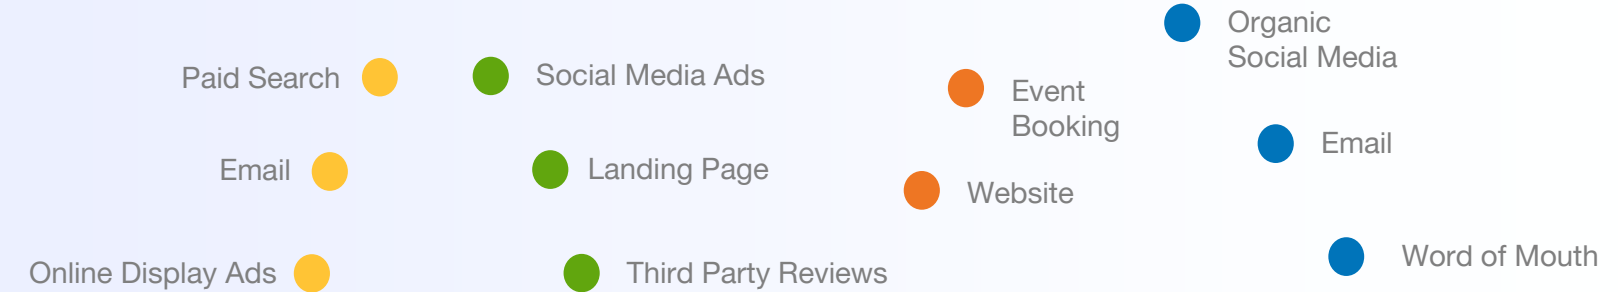 Organic
Social Media
Paid Search
Social Media Ads
Event
Booking
Email
Email
Landing Page
Website
Word of Mouth
Online Display Ads
Third Party Reviews